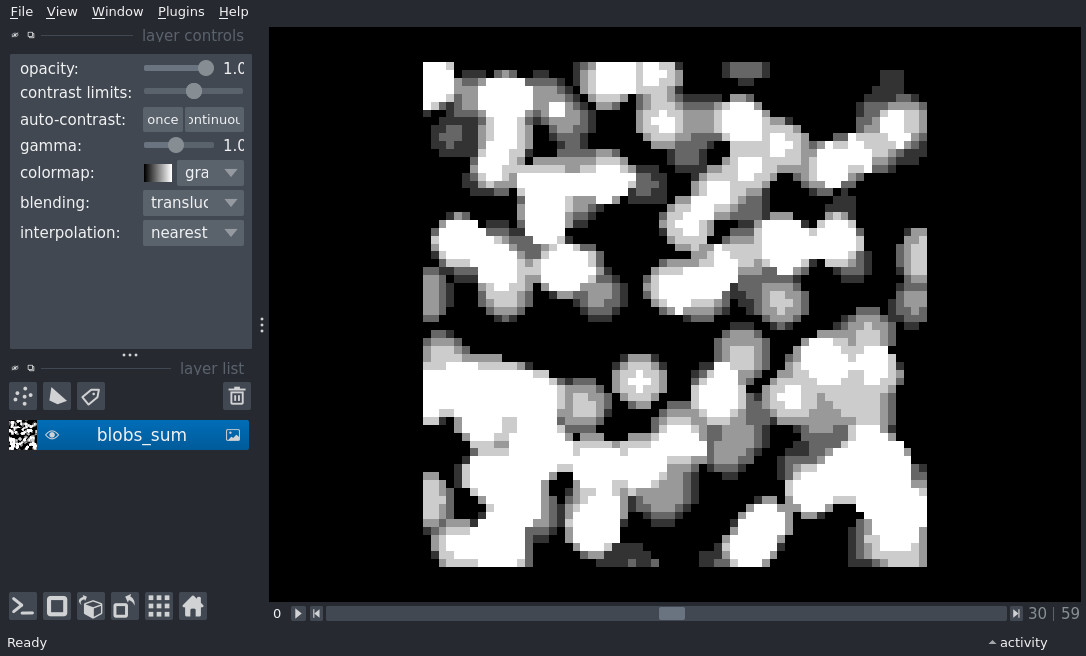 File View Window Plugins Help
layer controls
opacity: 1.0
contrast limits:
auto-contrast: once ontinuou
gamma: 1.0
colormap: gra
blending: transluc
interpolation: nearest
layer list
blobs_sum
0 30 | 59
Ready activity